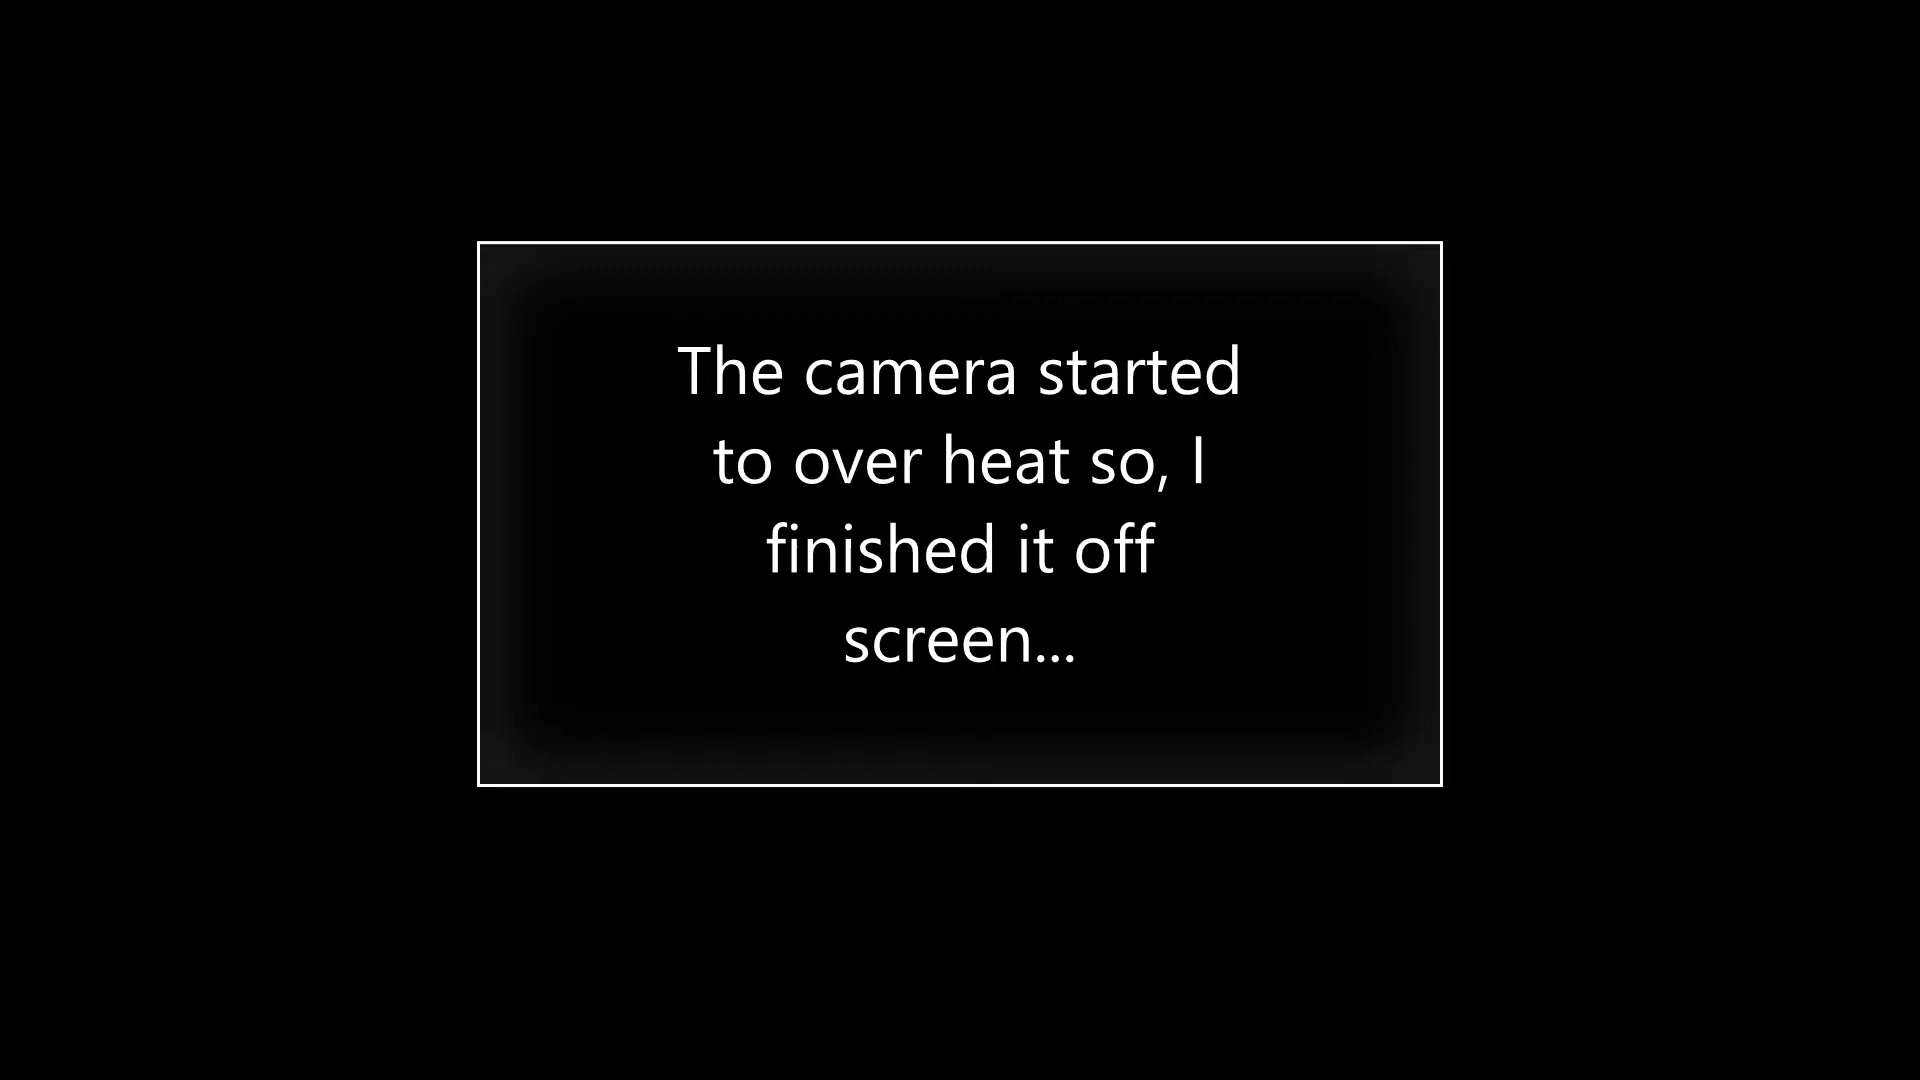 The camera started
to over heat so, I
finished it off
screen...